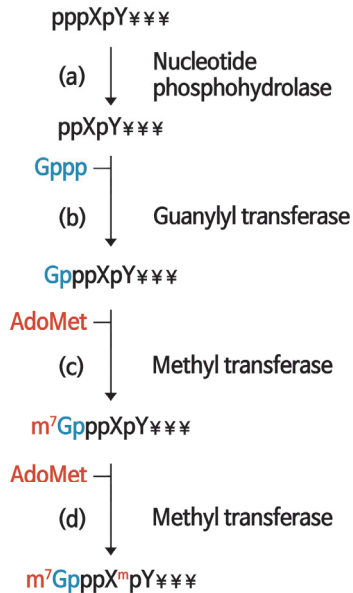 pppXpY¥¥¥
(a) Nucleotide
phosphohydrolase
ppXpY¥¥¥
Gppp
(b) Guanylyl transferase
GpppXpY¥¥¥
AdoMet
(c) Methyl transferase
m⁷GpppXpY¥¥¥
AdoMet
(d) Methyl transferase
m⁷GpppXᵐpY¥¥¥